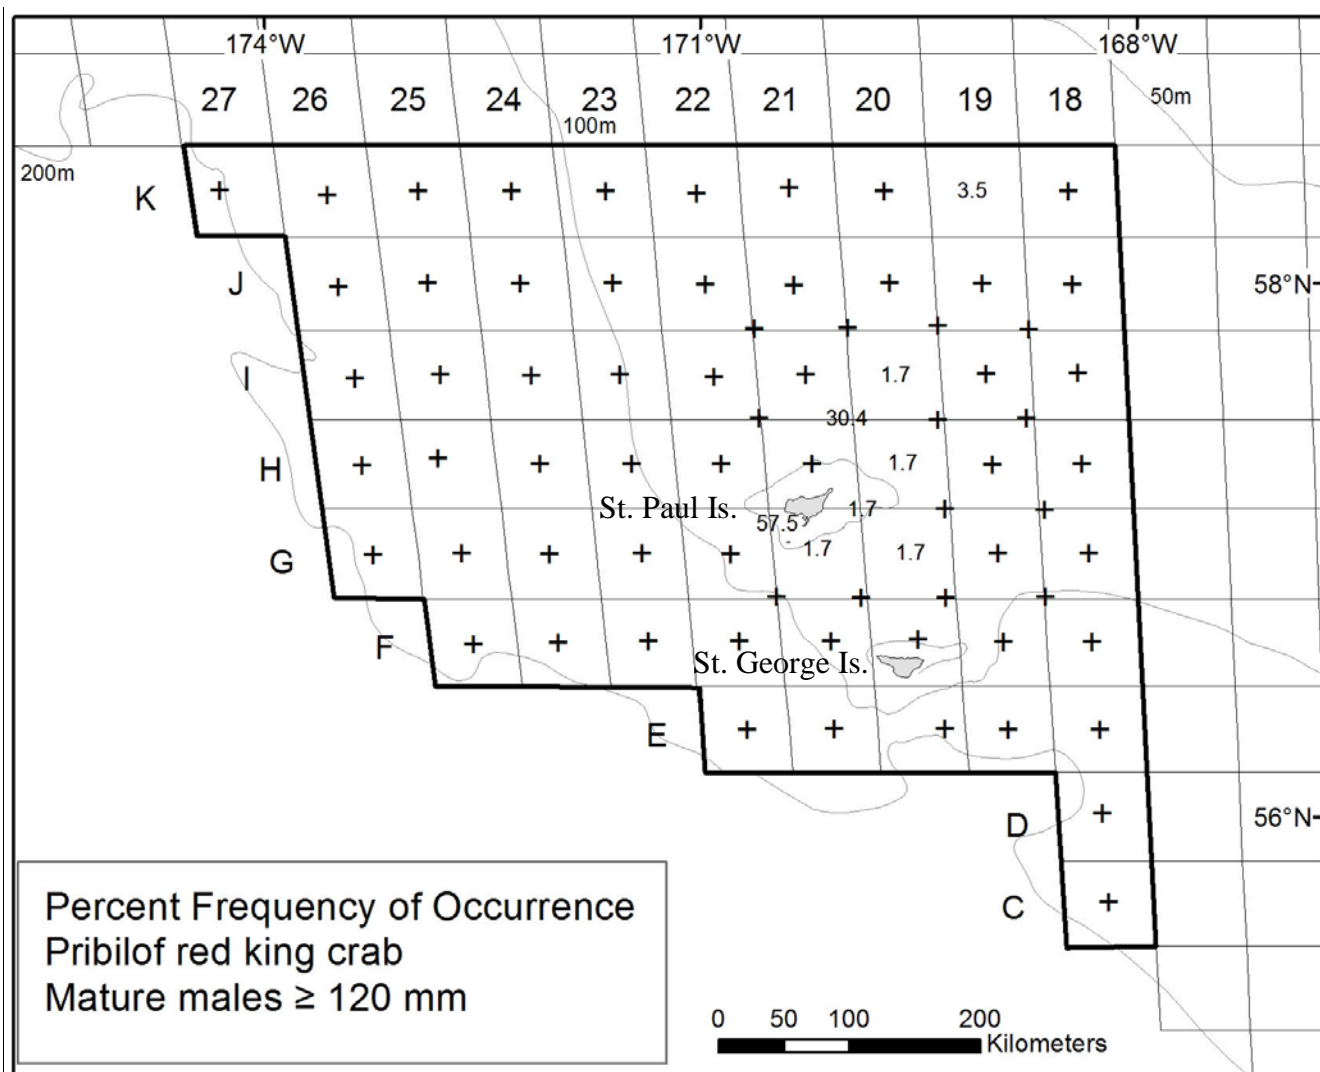 174°W 171°W 168°W
27 26 25 24 23 22 21 20 19 18 50m
100m
200m
K 3.5
J 58°N
I 1.7
30.4
H 1.7
St. Paul Is. 1.7
57.5
G 1.7 1.7
F
St. George Is.
E
D 56°N
C
Percent Frequency of Occurrence
Pribilof red king crab
Mature males ≥ 120 mm
0 50 100 200
Kilometers